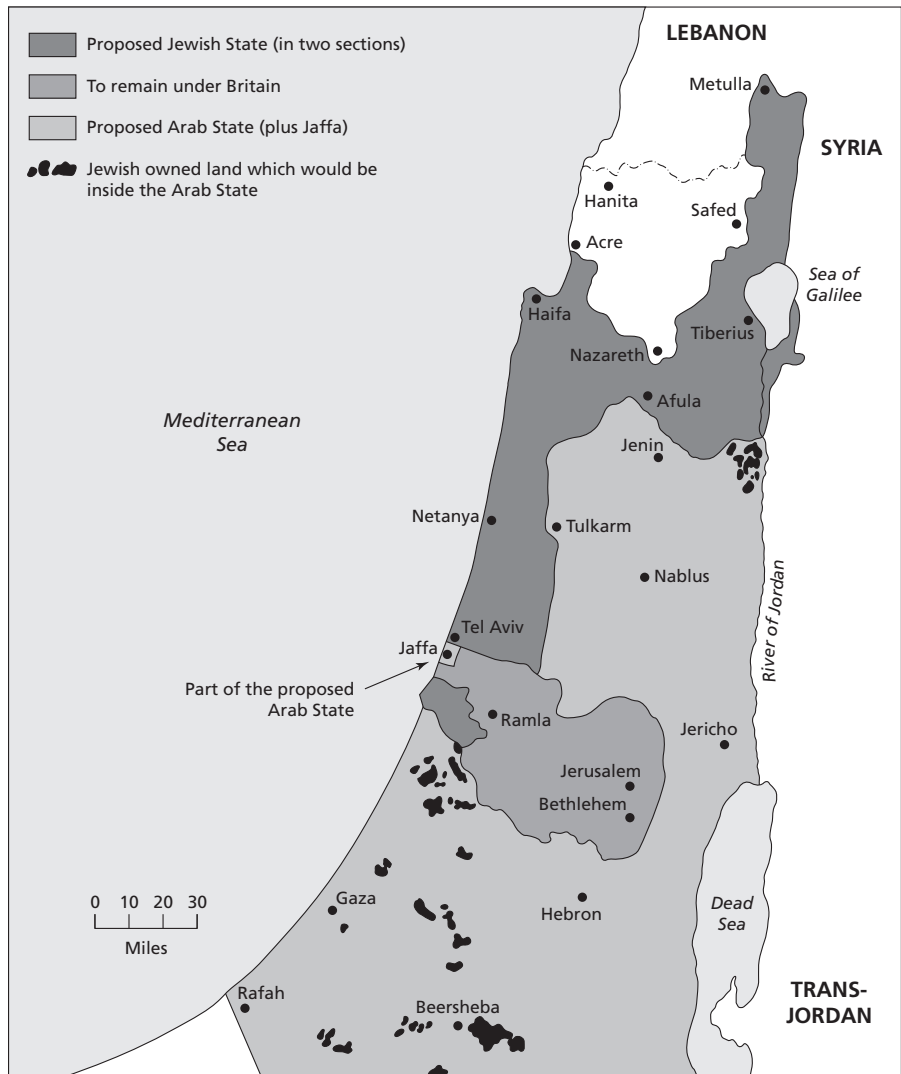 Proposed Jewish State (in two sections)
To remain under Britain
Proposed Arab State (plus Jaffa)
Jewish owned land which would be
inside the Arab State
LEBANON
Metulla
SYRIA
Hanita
Safed
Acre
Sea of
Galilee
Haifa
Tiberius
Nazareth
Afula
Mediterranean
Sea
Jenin
Netanya
Tulkarm
Nablus
River of Jordan
Tel Aviv
Jaffa
Part of the proposed
Arab State
Ramla
Jericho
Jerusalem
Bethlehem
Gaza
Hebron
Dead
Sea
0 10 20 30
Miles
Rafah
Beersheba
TRANS-
JORDAN